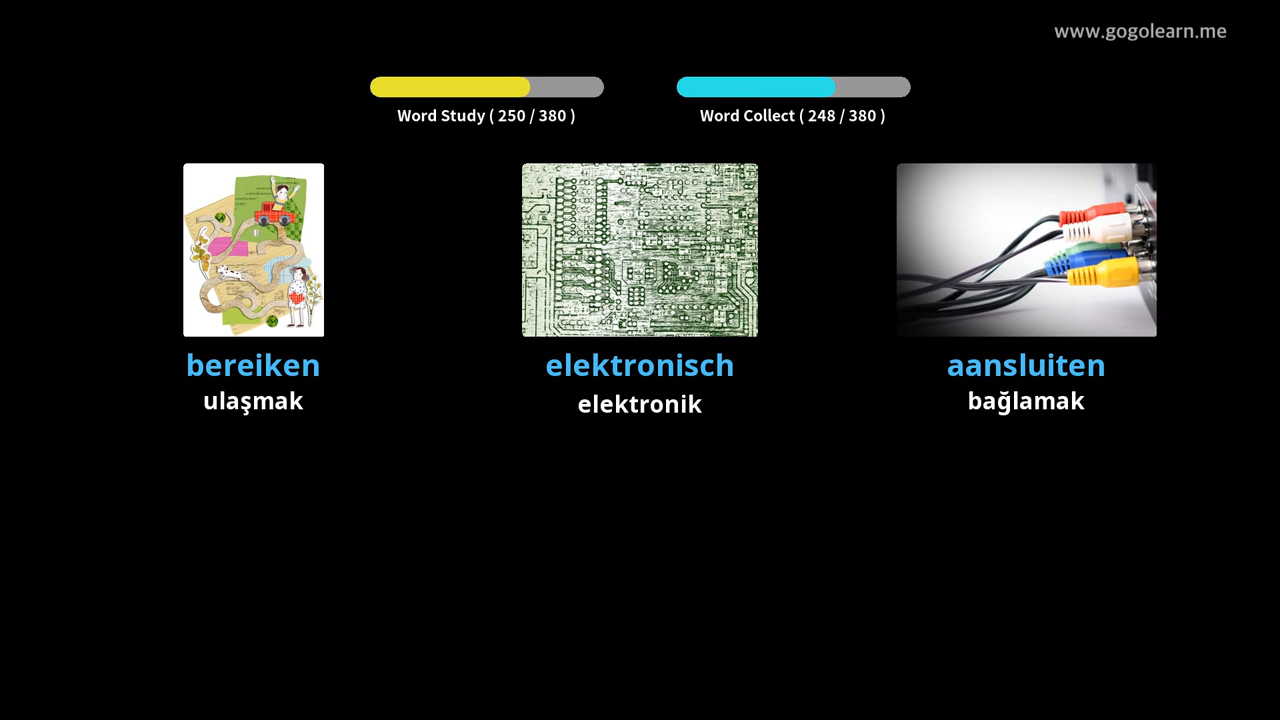 www.gogolearn.me
Word Study ( 250 / 380 )
Word Collect ( 248 / 380 )
bereiken
ulaşmak
elektronisch
elektronik
aansluiten
bağlamak